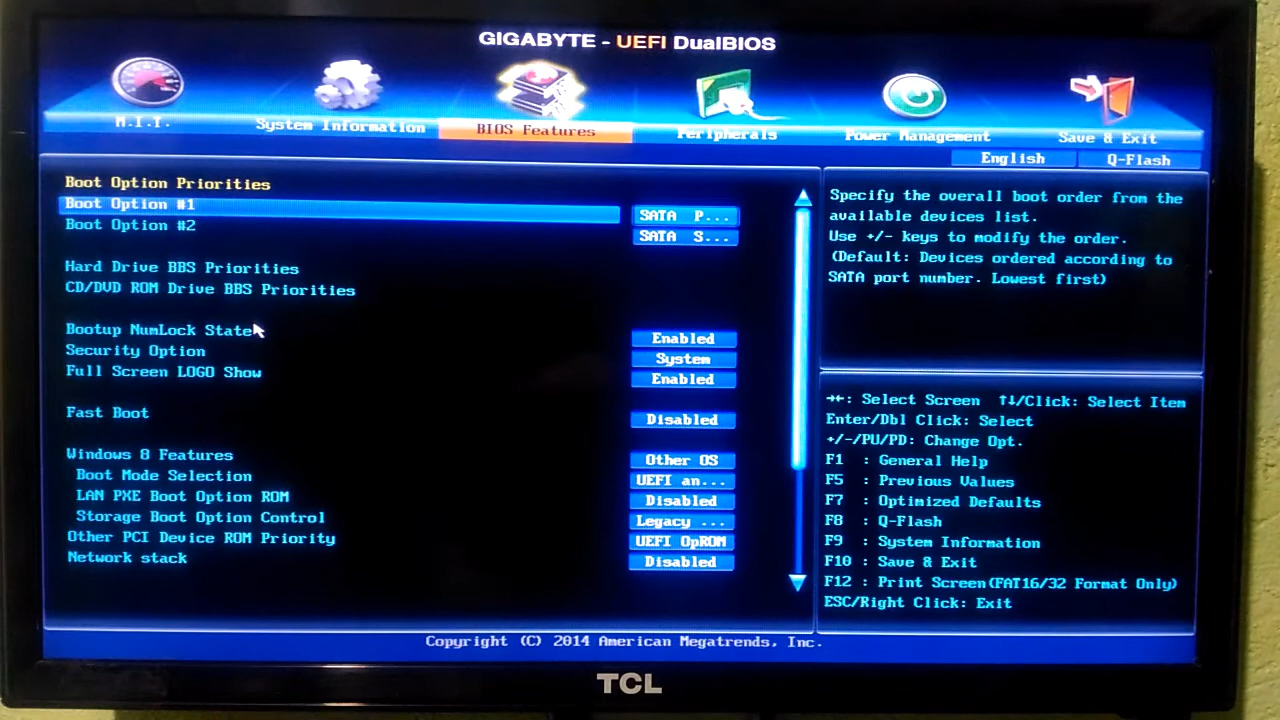 GIGABYTE - UEFI DualBIOS
M.I.T.
System Information
BIOS Features
Peripherals
Power Management
Save & Exit
English
Q-Flash
Boot Option Priorities
Boot Option #1 SATA P...
Boot Option #2 SATA S...
Hard Drive BBS Priorities
CD/DVD ROM Drive BBS Priorities
Bootup NumLock State Enabled
Security Option System
Full Screen LOGO Show Enabled
Fast Boot Disabled
Windows 8 Features Other OS
Boot Mode Selection UEFI an...
LAN PXE Boot Option ROM Disabled
Storage Boot Option Control Legacy ...
Other PCI Device ROM Priority UEFI OpROM
Network stack Disabled
Specify the overall boot order from the
available devices list.
Use +/- keys to modify the order.
(Default: Devices ordered according to
SATA port number. Lowest first)
→←: Select Screen ↑↓/Click: Select Item
Enter/Dbl Click: Select
+/-/PU/PD: Change Opt.
F1 : General Help
F5 : Previous Values
F7 : Optimized Defaults
F8 : Q-Flash
F9 : System Information
F10 : Save & Exit
F12 : Print Screen(FAT16/32 Format Only)
ESC/Right Click: Exit
Copyright (C) 2014 American Megatrends, Inc.
TCL